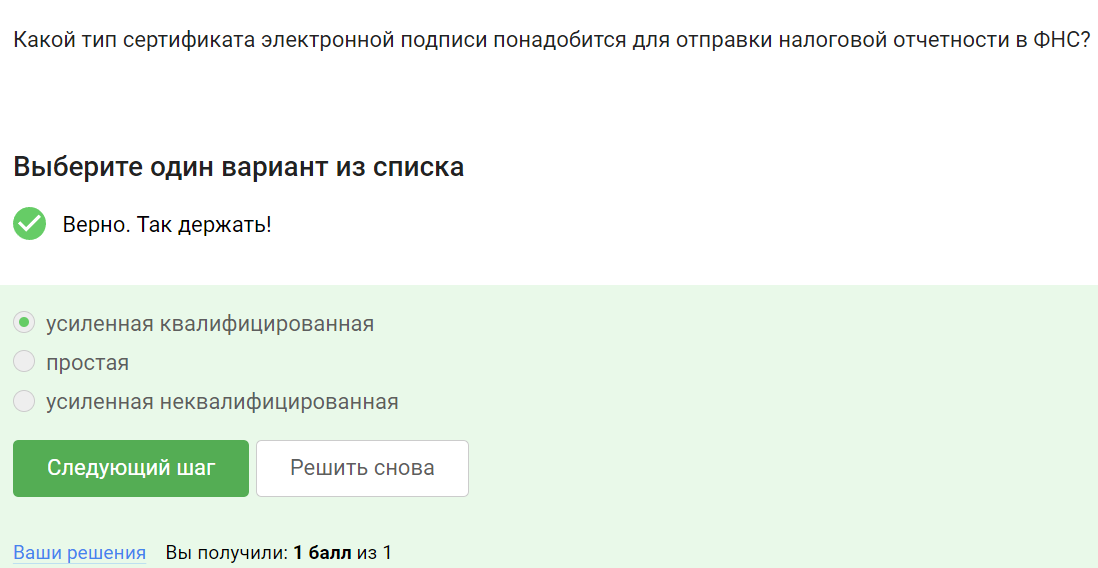 Какой тип сертификата электронной подписи понадобится для отправки налоговой отчетности в ФНС?
Выберите один вариант из списка
Верно. Так держать!
усиленная квалифицированная
простая
усиленная неквалифицированная
Следующий шаг Решить снова
Ваши решения Вы получили: 1 балл из 1